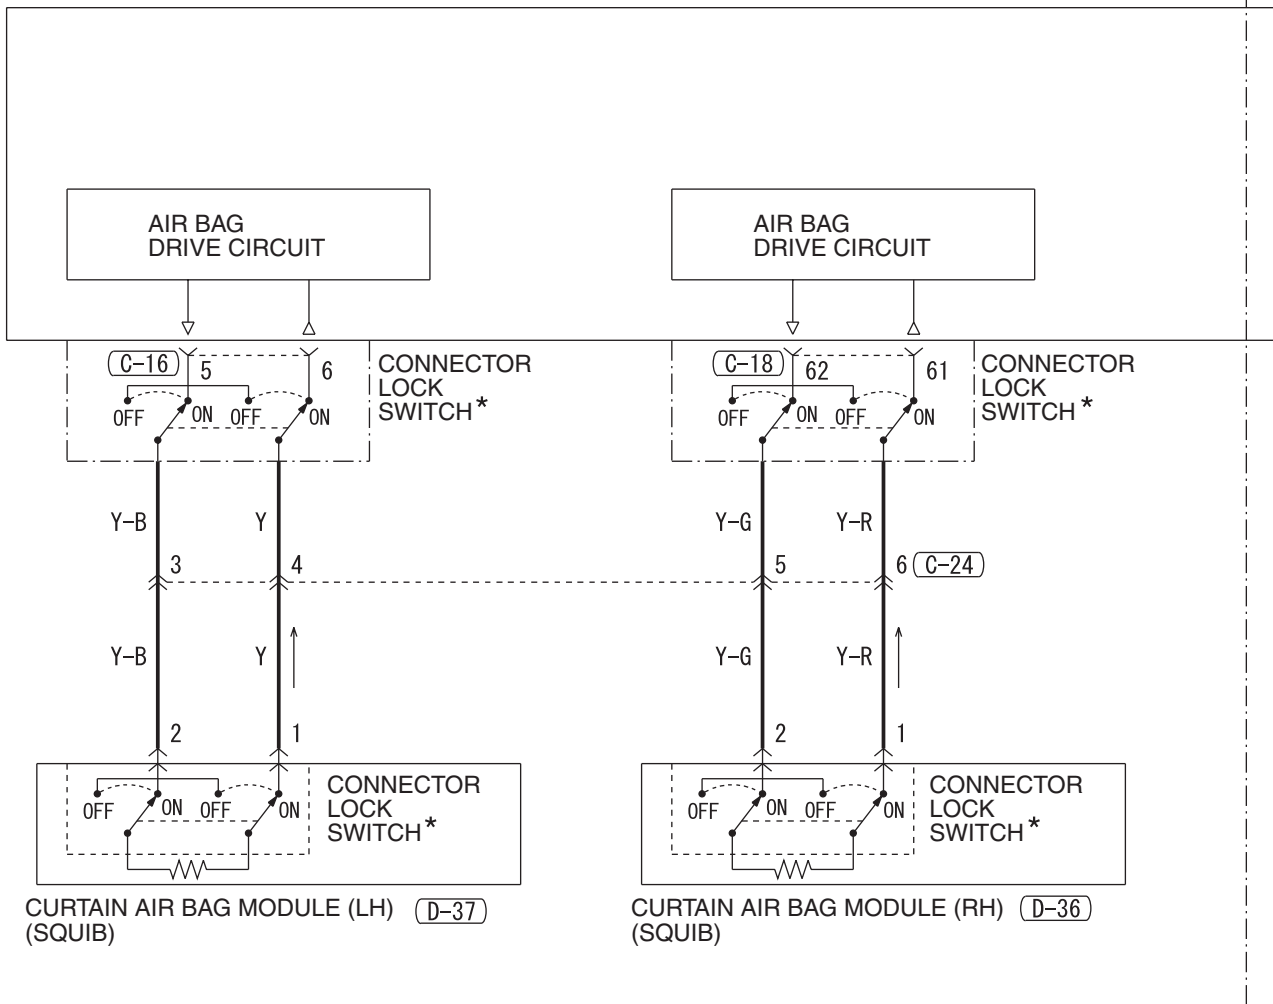 AIR BAG
DRIVE CIRCUIT
AIR BAG
DRIVE CIRCUIT
C-16
5
6
CONNECTOR
LOCK
SWITCH*
OFF
ON
OFF
ON
C-18
62
61
CONNECTOR
LOCK
SWITCH*
OFF
ON
OFF
ON
Y-B
Y
Y-G
Y-R
3
4
5
6
C-24
Y-B
Y
Y-G
Y-R
2
1
2
1
OFF
ON
OFF
ON
CONNECTOR
LOCK
SWITCH*
OFF
ON
OFF
ON
CONNECTOR
LOCK
SWITCH*
CURTAIN AIR BAG MODULE (LH) D-37
(SQUIB)
CURTAIN AIR BAG MODULE (RH) D-36
(SQUIB)